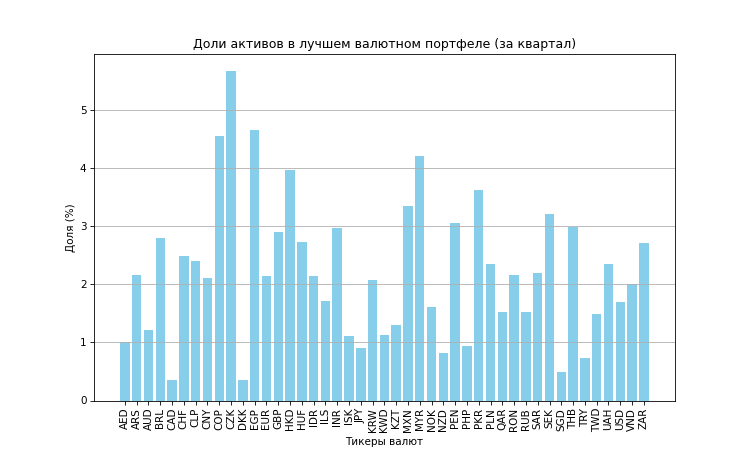 Доли активов в лучшем валютном портфеле (за квартал)
Доля (%)
5
4
3
2
1
0
AED ARS AUD BRL CAD CHF CLP CNY COP CZK DKK EGP EUR GBP HKD HUF IDR ILS INR ISK JPY KRW KWD KZT MXN MYR NOK NZD PEN PHP PKR PLN QAR RON RUB SAR SEK SGD THB TRY TWD UAH USD VND ZAR
Тикеры валют